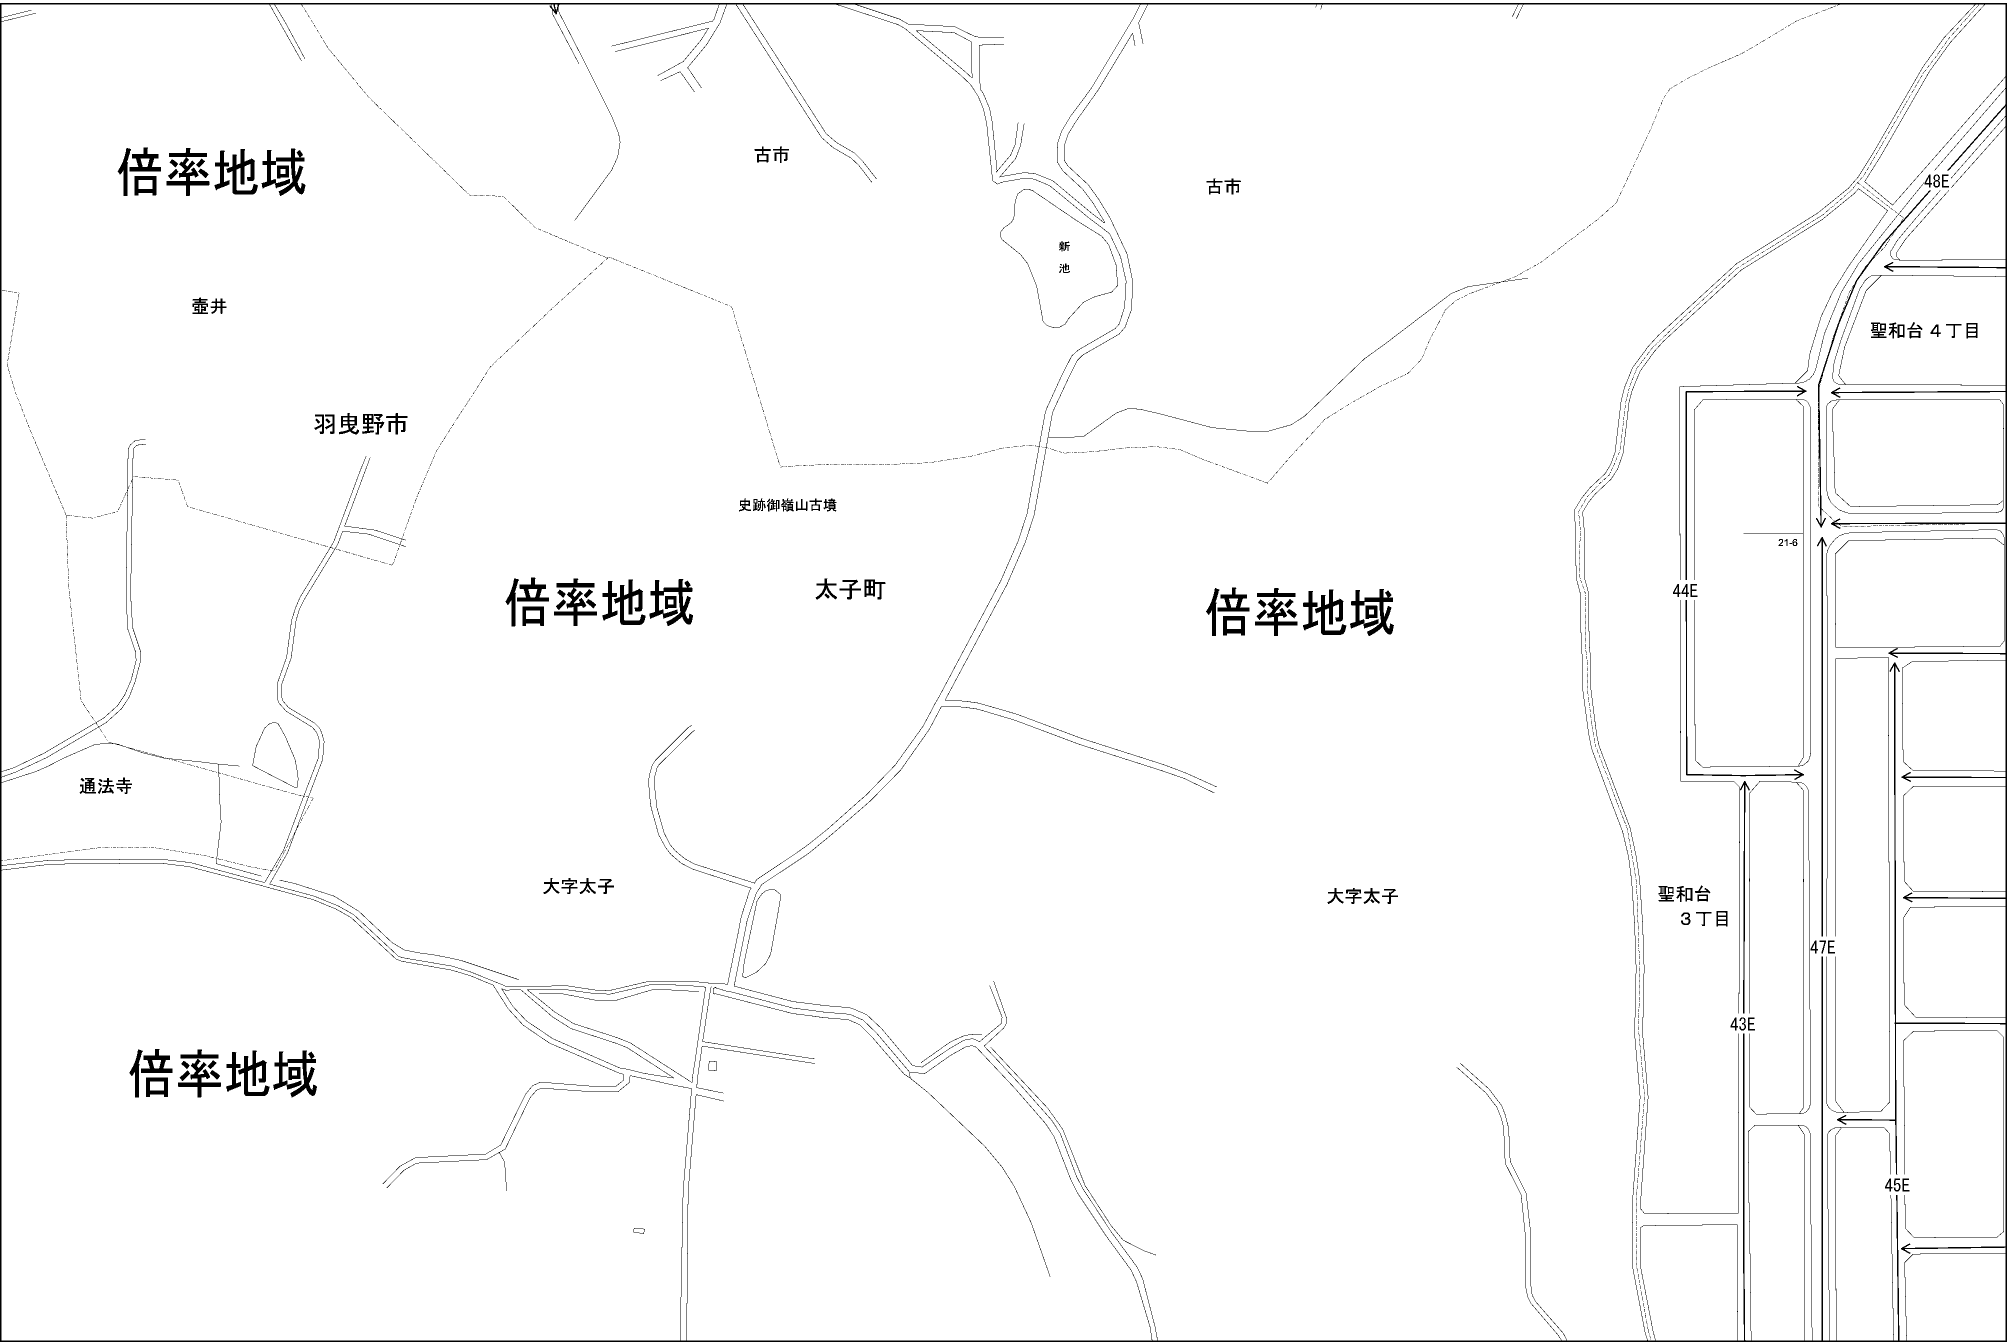 倍率地域
古市
古市
48E
新
池
壺井
聖和台４丁目
羽曳野市
史跡御嶺山古墳
21-6
倍率地域
太子町
倍率地域
44E
通法寺
大字太子
大字太子
聖和台
３丁目
47E
43E
倍率地域
45E